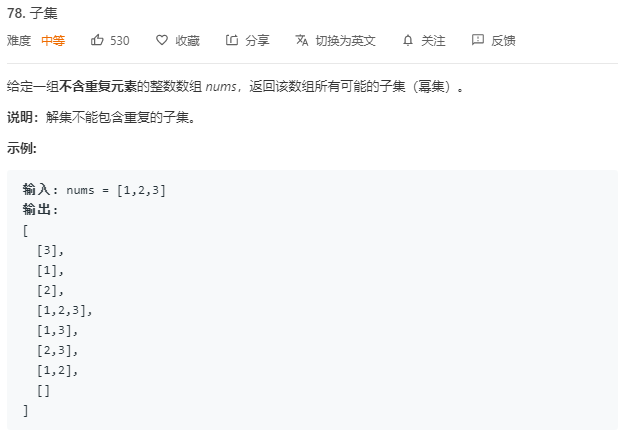 78. 子集
难度 中等 530 收藏 分享 切换为英文 关注 反馈
给定一组不含重复元素的整数数组 nums，返回该数组所有可能的子集（幂集）。
说明：解集不能包含重复的子集。
示例:
输入: nums = [1,2,3]
输出:
[
[3],
[1],
[2],
[1,2,3],
[1,3],
[2,3],
[1,2],
[]
]